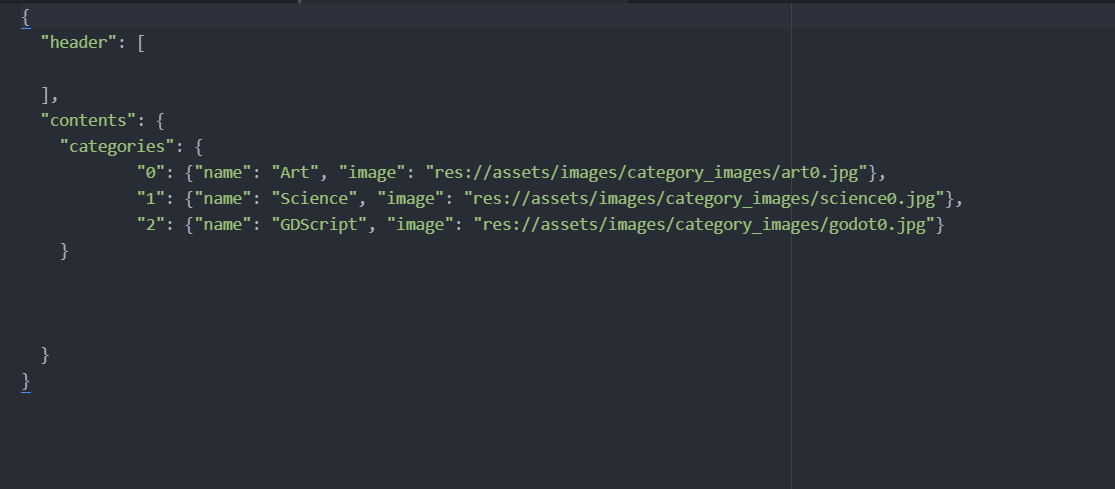 {
  "header": [

  ],
  "contents": {
    "categories": {
            "0": {"name": "Art", "image": "res://assets/images/category_images/art0.jpg"},
            "1": {"name": "Science", "image": "res://assets/images/category_images/science0.jpg"},
            "2": {"name": "GDScript", "image": "res://assets/images/category_images/godot0.jpg"}
    }



  }
}